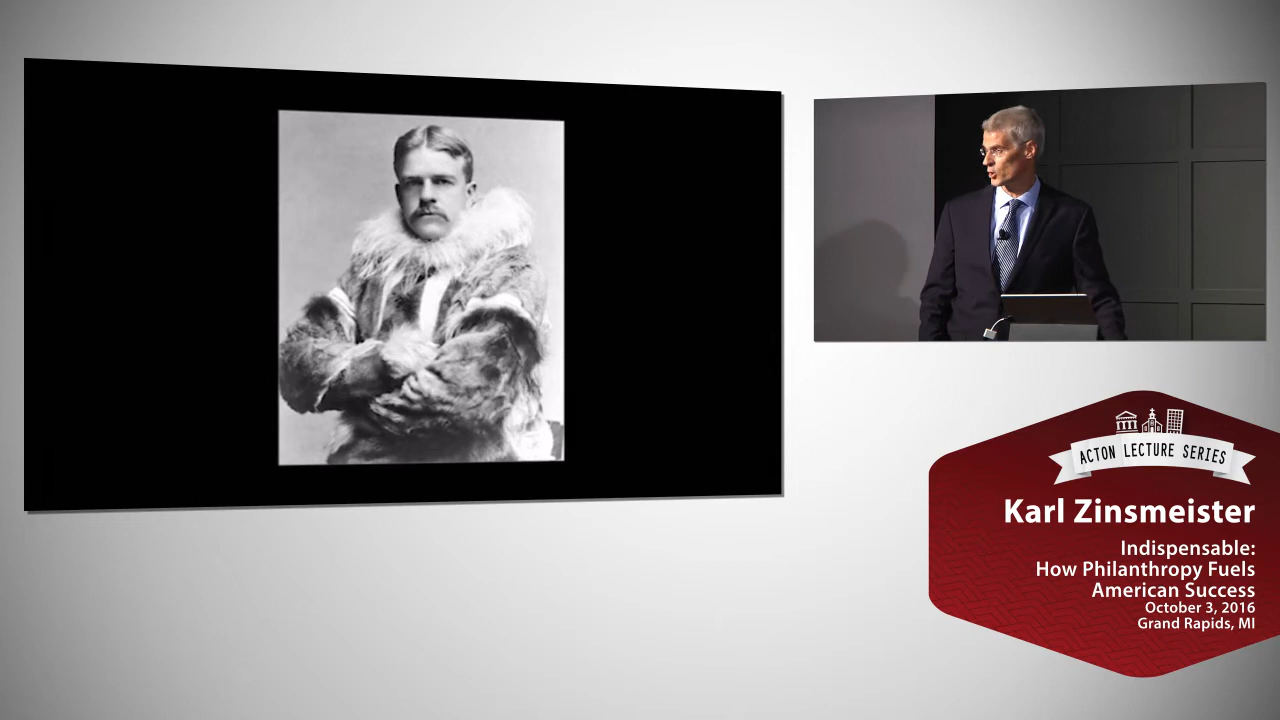 ACTON LECTURE SERIES
Karl Zinsmeister
Indispensable:
How Philanthropy Fuels
American Success
October 3, 2016
Grand Rapids, MI